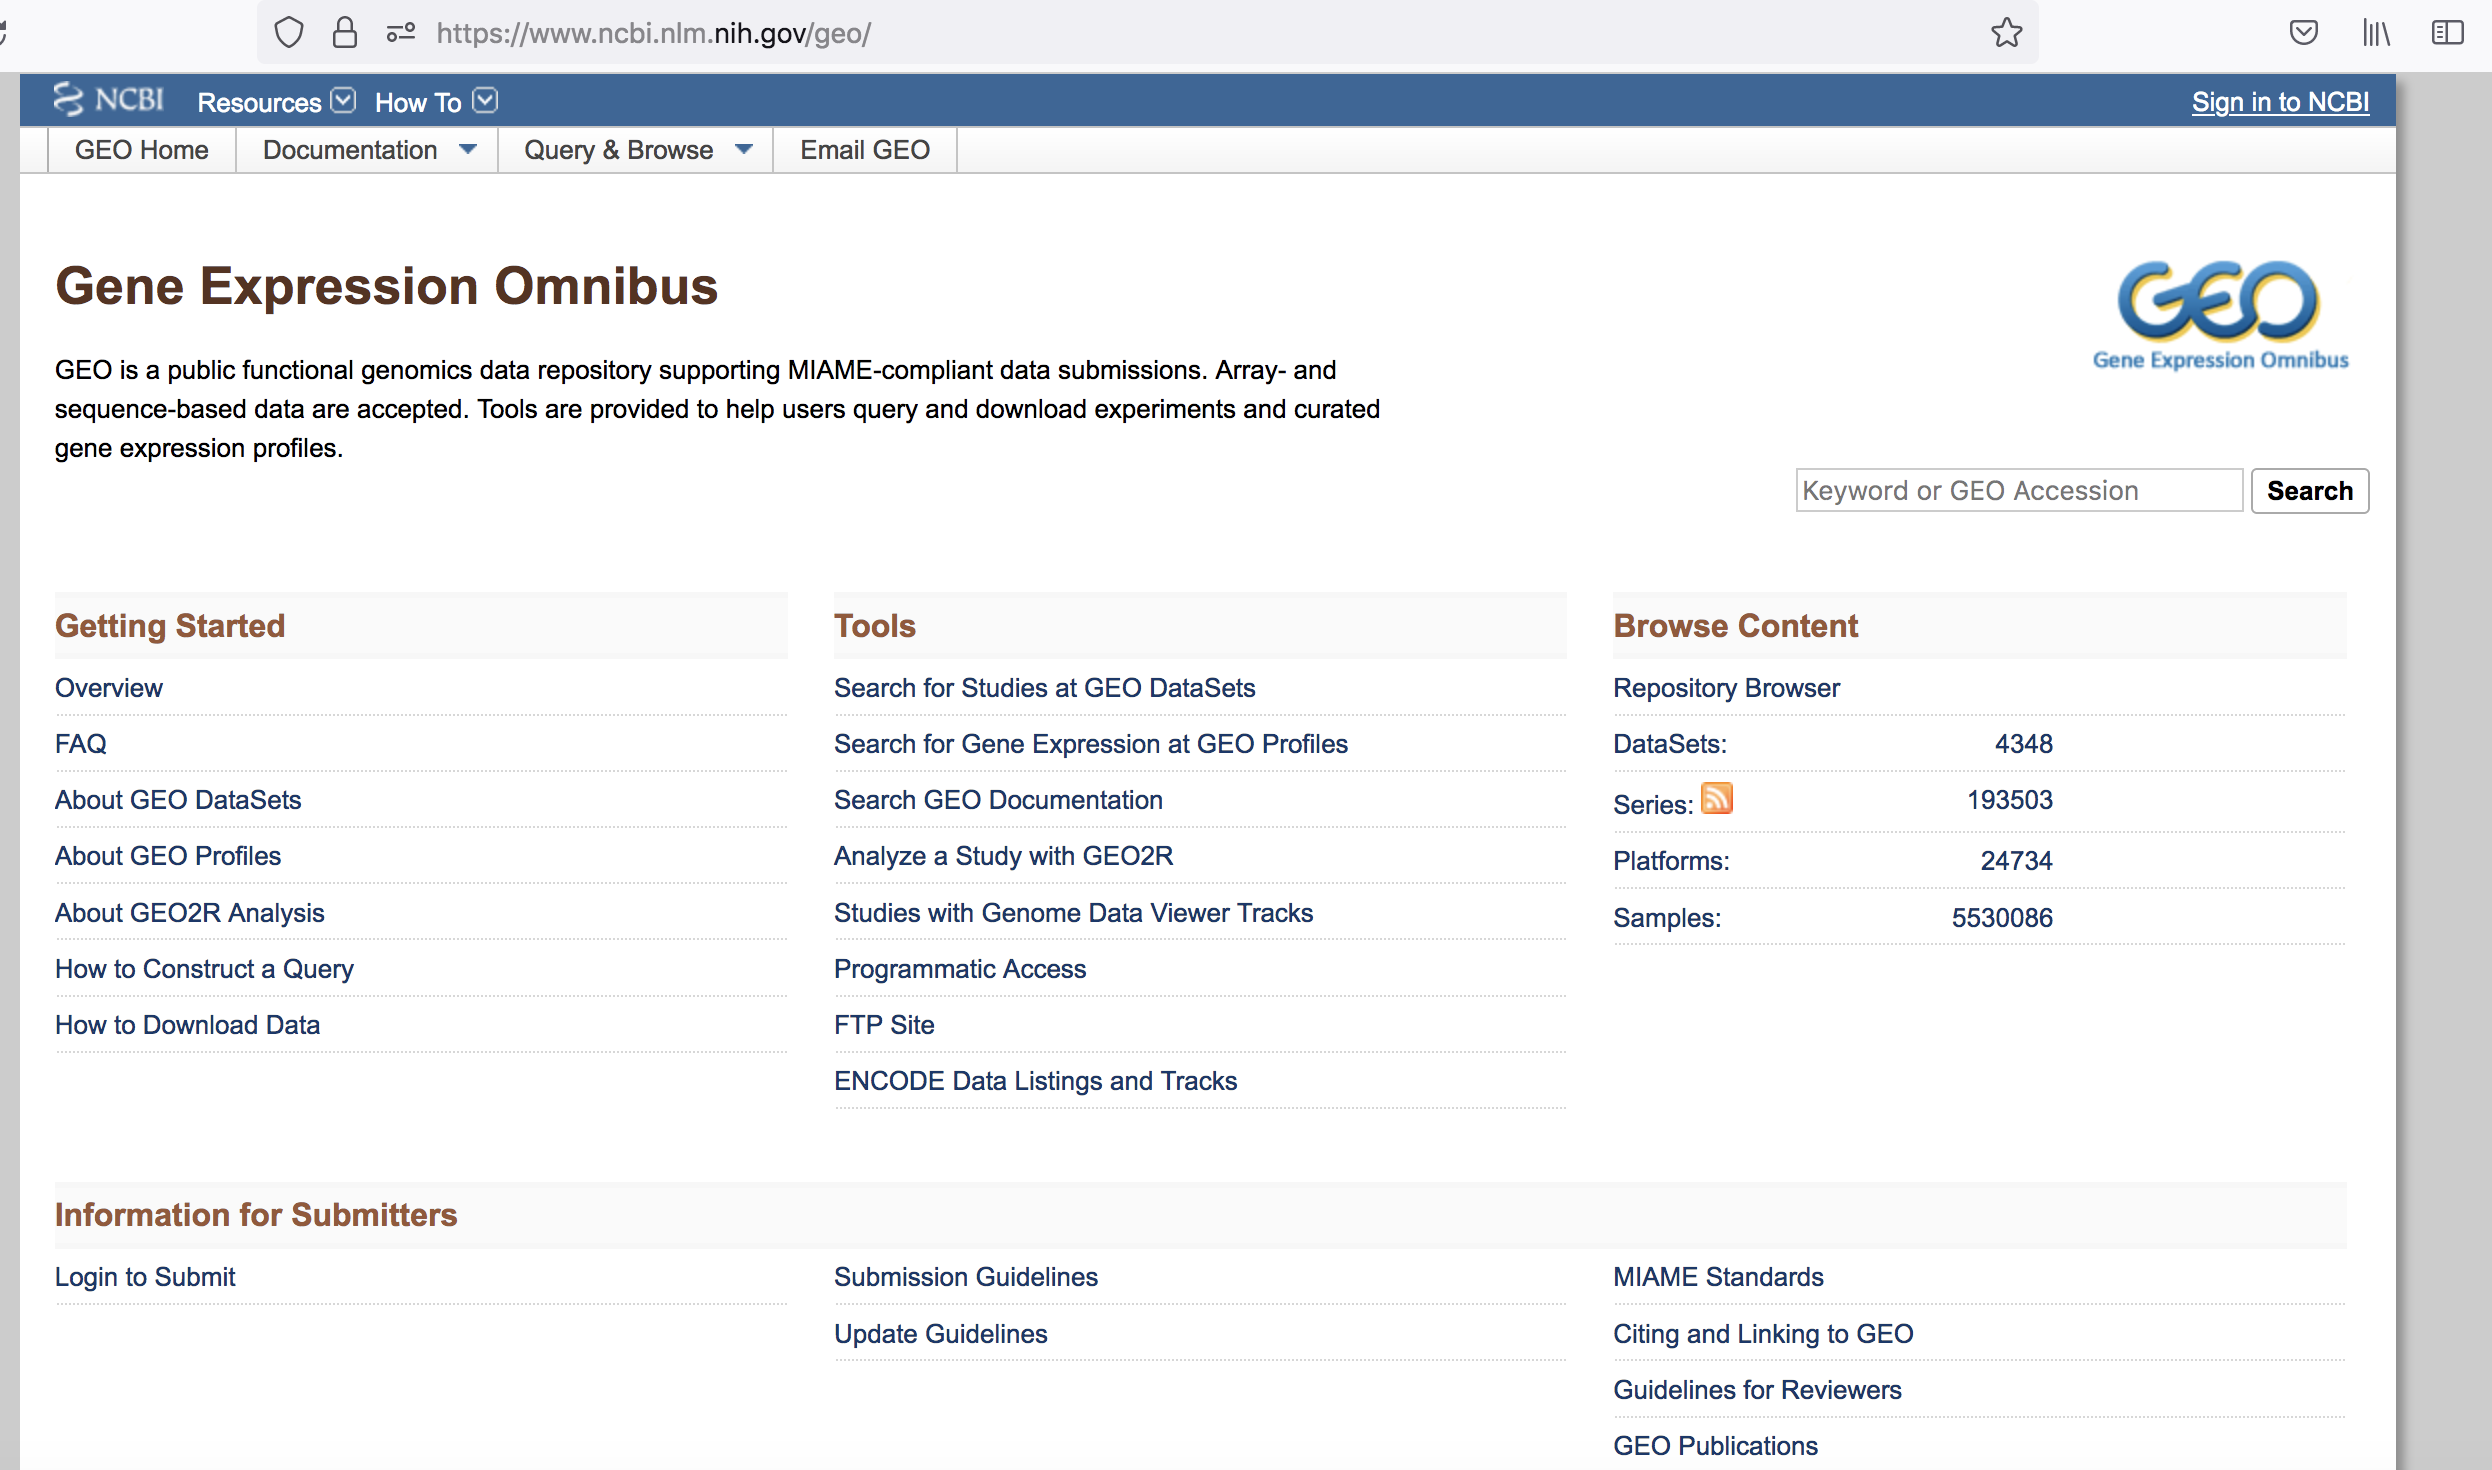 https://www.ncbi.nlm.nih.gov/geo/
NCBI Resources How To Sign in to NCBI
GEO Home Documentation Query & Browse Email GEO
Gene Expression Omnibus
GEO
Gene Expression Omnibus
GEO is a public functional genomics data repository supporting MIAME-compliant data submissions. Array- and
sequence-based data are accepted. Tools are provided to help users query and download experiments and curated
gene expression profiles.
Keyword or GEO Accession Search
Getting Started
Overview
FAQ
About GEO DataSets
About GEO Profiles
About GEO2R Analysis
How to Construct a Query
How to Download Data
Tools
Search for Studies at GEO DataSets
Search for Gene Expression at GEO Profiles
Search GEO Documentation
Analyze a Study with GEO2R
Studies with Genome Data Viewer Tracks
Programmatic Access
FTP Site
ENCODE Data Listings and Tracks
Browse Content
Repository Browser
DataSets: 4348
Series: 193503
Platforms: 24734
Samples: 5530086
Information for Submitters
Login to Submit
Submission Guidelines
Update Guidelines
MIAME Standards
Citing and Linking to GEO
Guidelines for Reviewers
GEO Publications